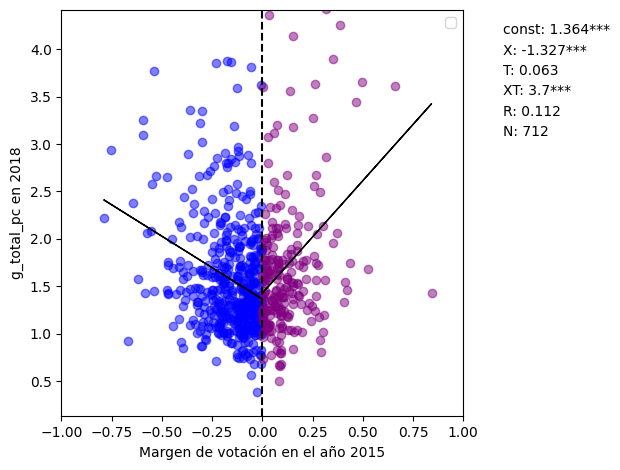 const: 1.364***
X: -1.327***
T: 0.063
XT: 3.7***
R: 0.112
N: 712
g_total_pc en 2018
4.0
3.5
3.0
2.5
2.0
1.5
1.0
0.5
−1.00 −0.75 −0.50 −0.25 0.00 0.25 0.50 0.75 1.00
Margen de votación en el año 2015